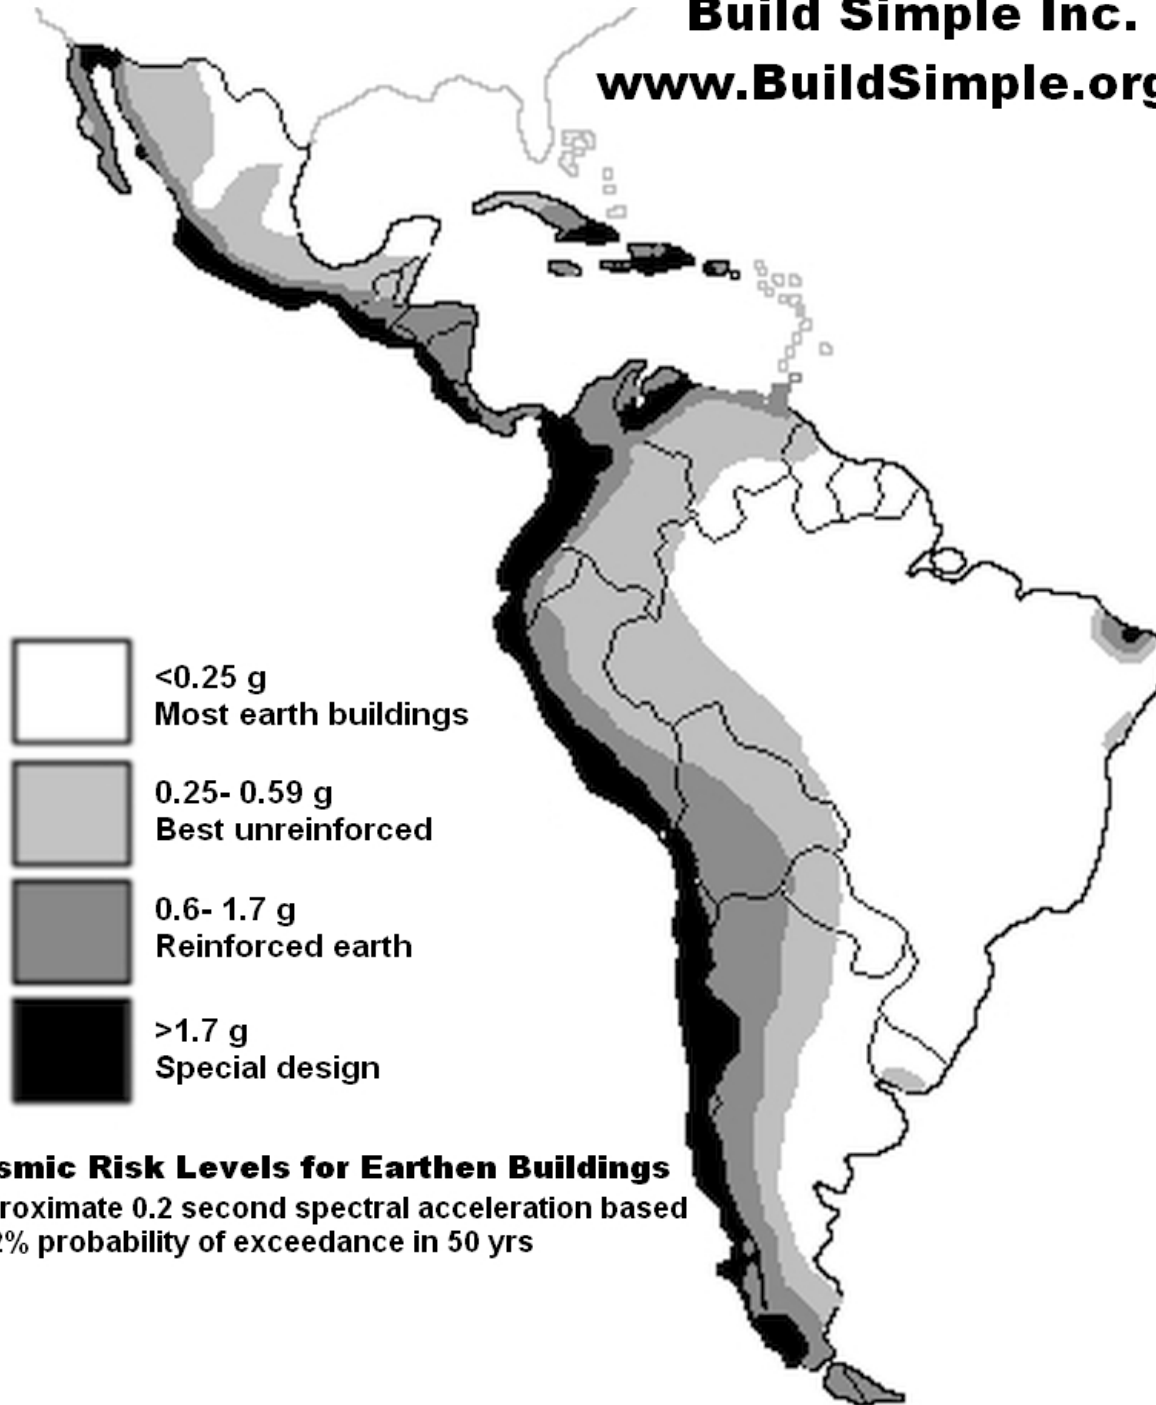 Build Simple Inc.
www.BuildSimple.org
<0.25 g
Most earth buildings
0.25- 0.59 g
Best unreinforced
0.6- 1.7 g
Reinforced earth
>1.7 g
Special design
smic Risk Levels for Earthen Buildings
roximate 0.2 second spectral acceleration based
2% probability of exceedance in 50 yrs